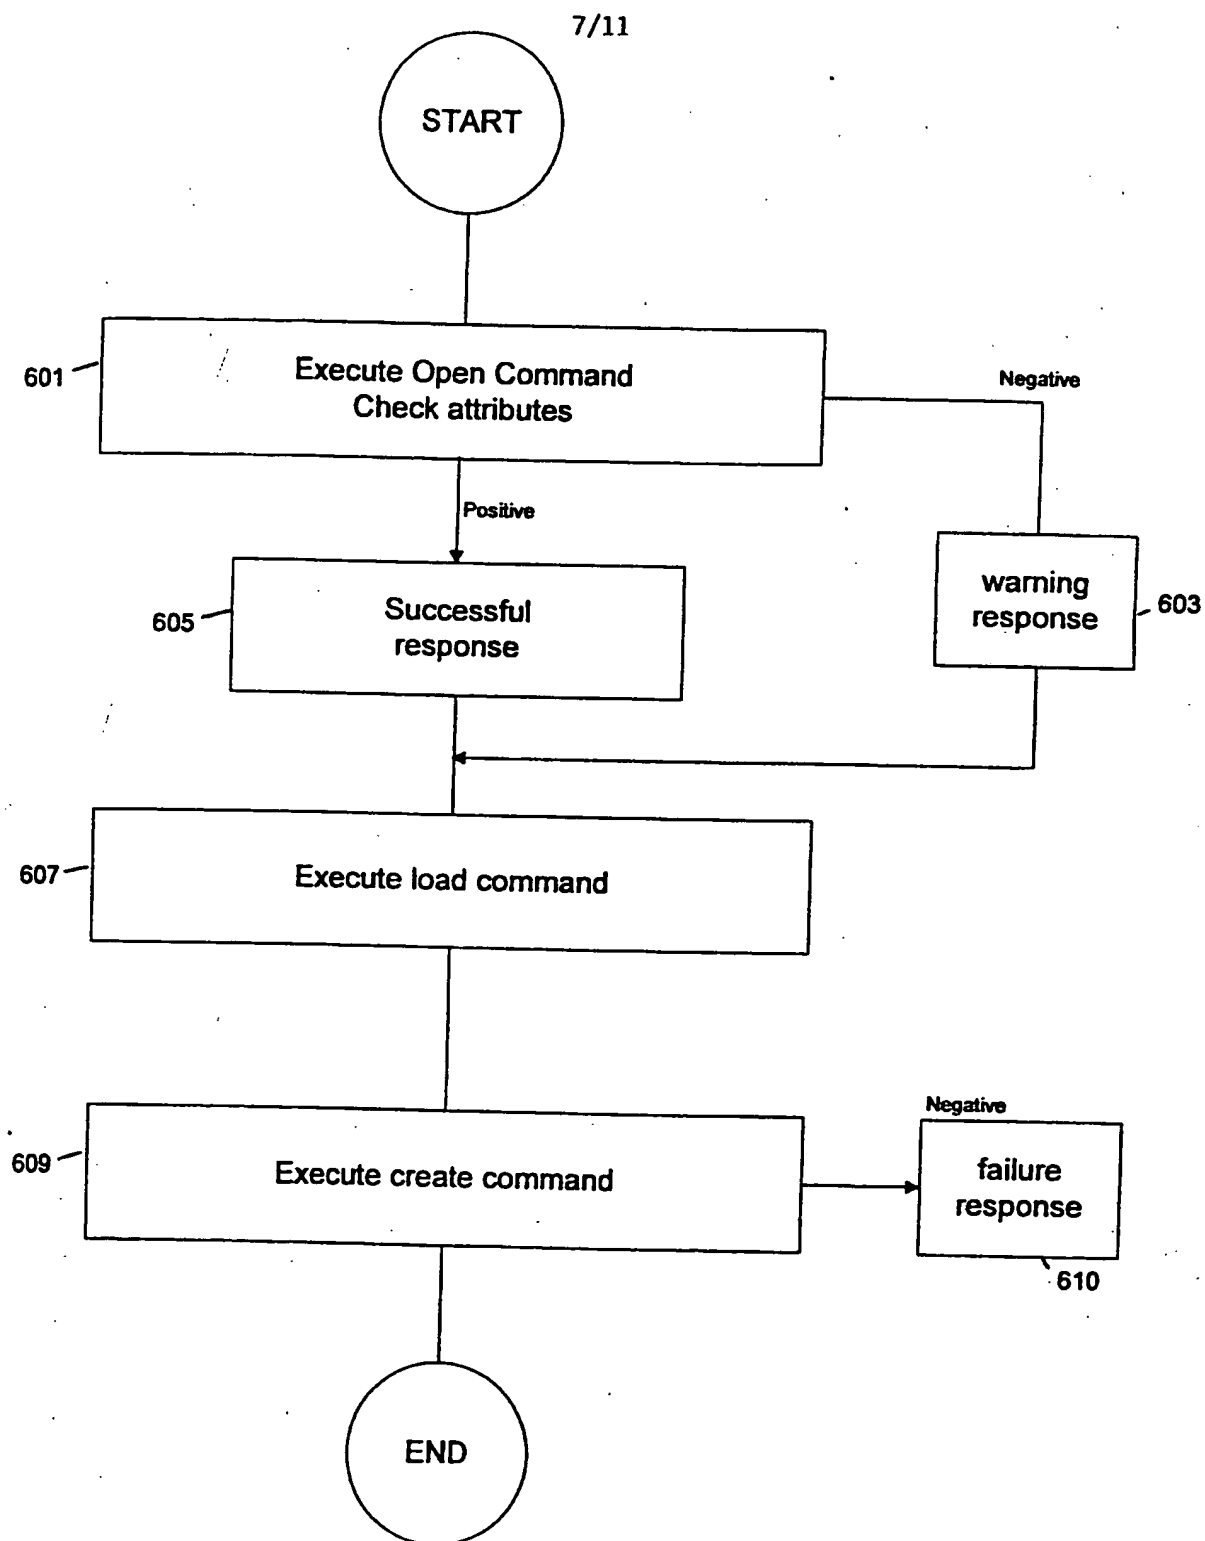 7/11
START
601
Execute Open Command
Check attributes
Negative
Positive
605
Successful
response
warning
response
603
607
Execute load command
609
Execute create command
Negative
failure
response
610
END